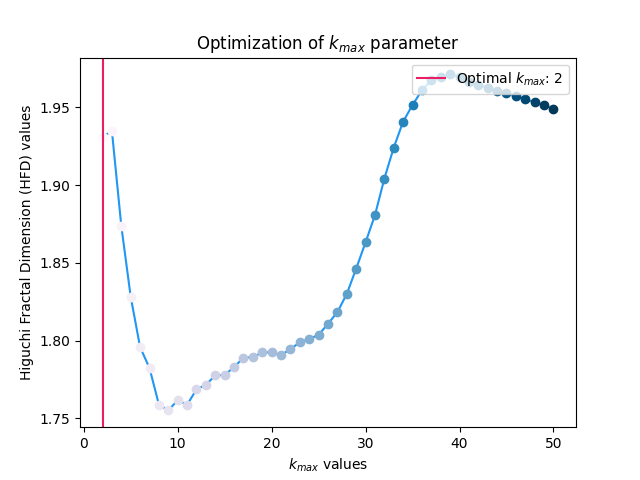 Optimization of $k_{max}$ parameter
Optimal $k_{max}$: 2
Higuchi Fractal Dimension (HFD) values
1.95
1.90
1.85
1.80
1.75
0 10 20 30 40 50
$k_{max}$ values